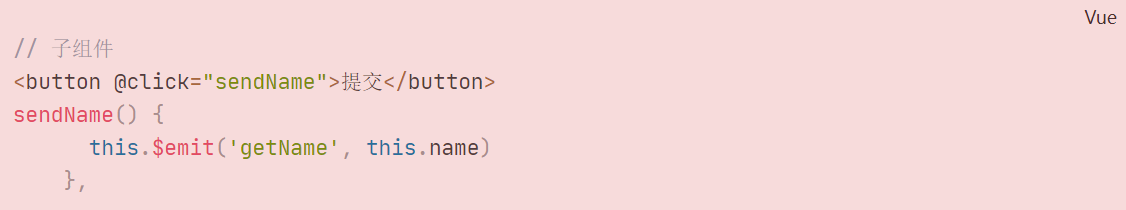 Vue
// 子组件
<button @click="sendName">提交</button>
sendName() {
      this.$emit('getName', this.name)
    },